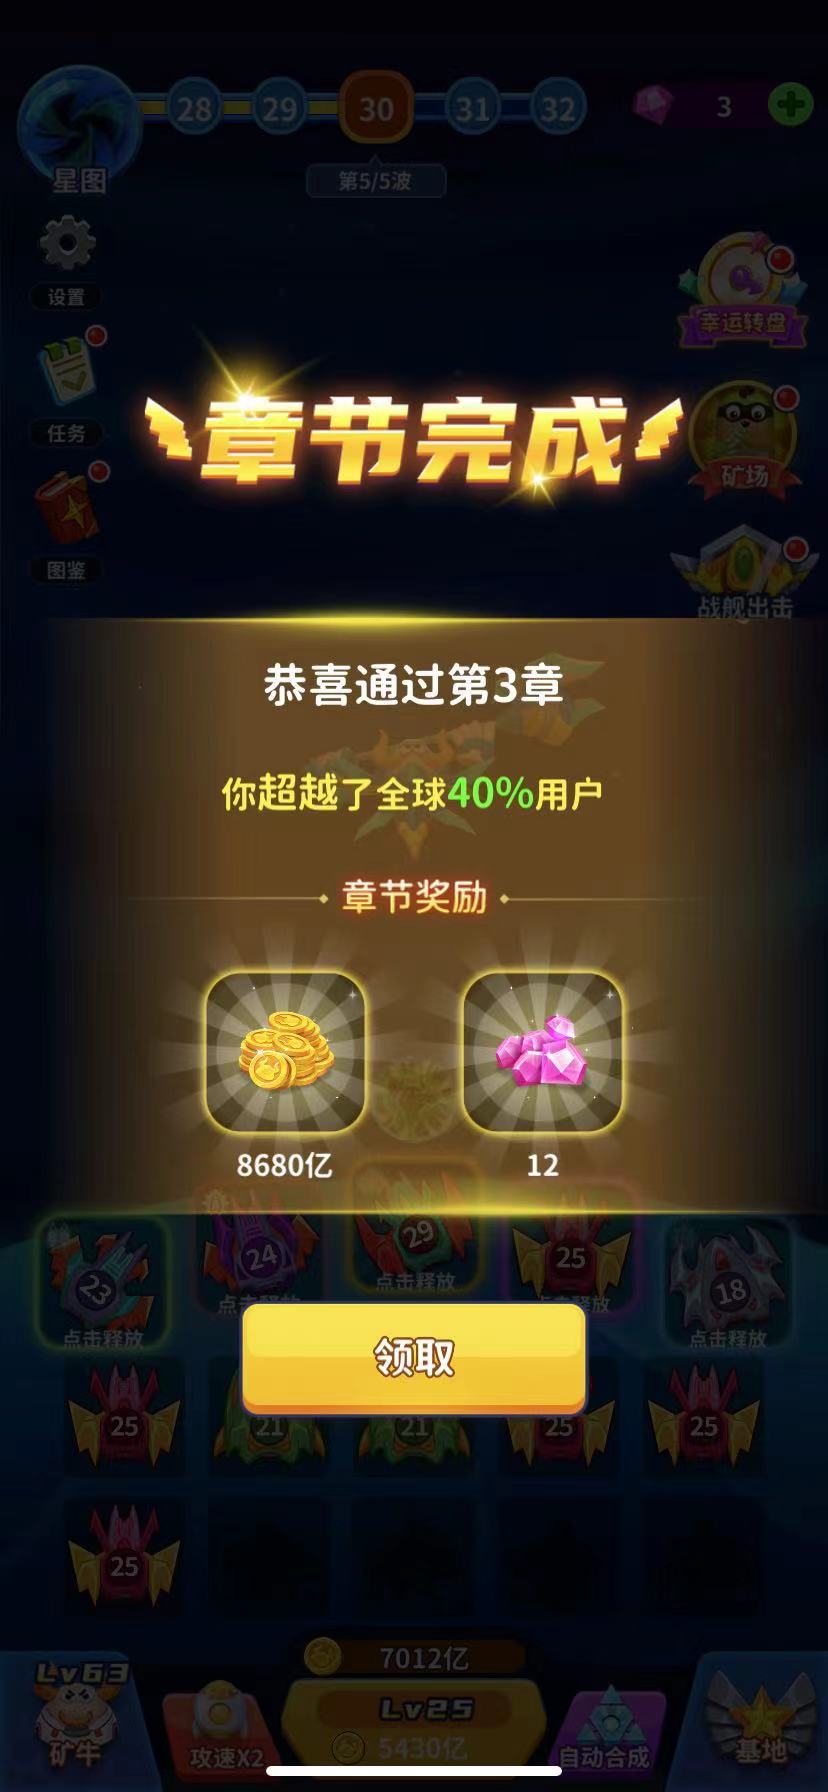 28
29
30
31
32
3
星图
第5/5波
设置
幸运转盘
任务
矿场
图鉴
战舰出击
章节完成
恭喜通过第3章
你超越了全球40%用户
章节奖励
8680亿
12
23
24
29
25
18
点击释放
点击释放
点击释放
点击释放
点击释放
领取
25
21
21
25
25
25
7012亿
Lv63
矿牛
攻速X2
Lv25
5430亿
自动合成
基地